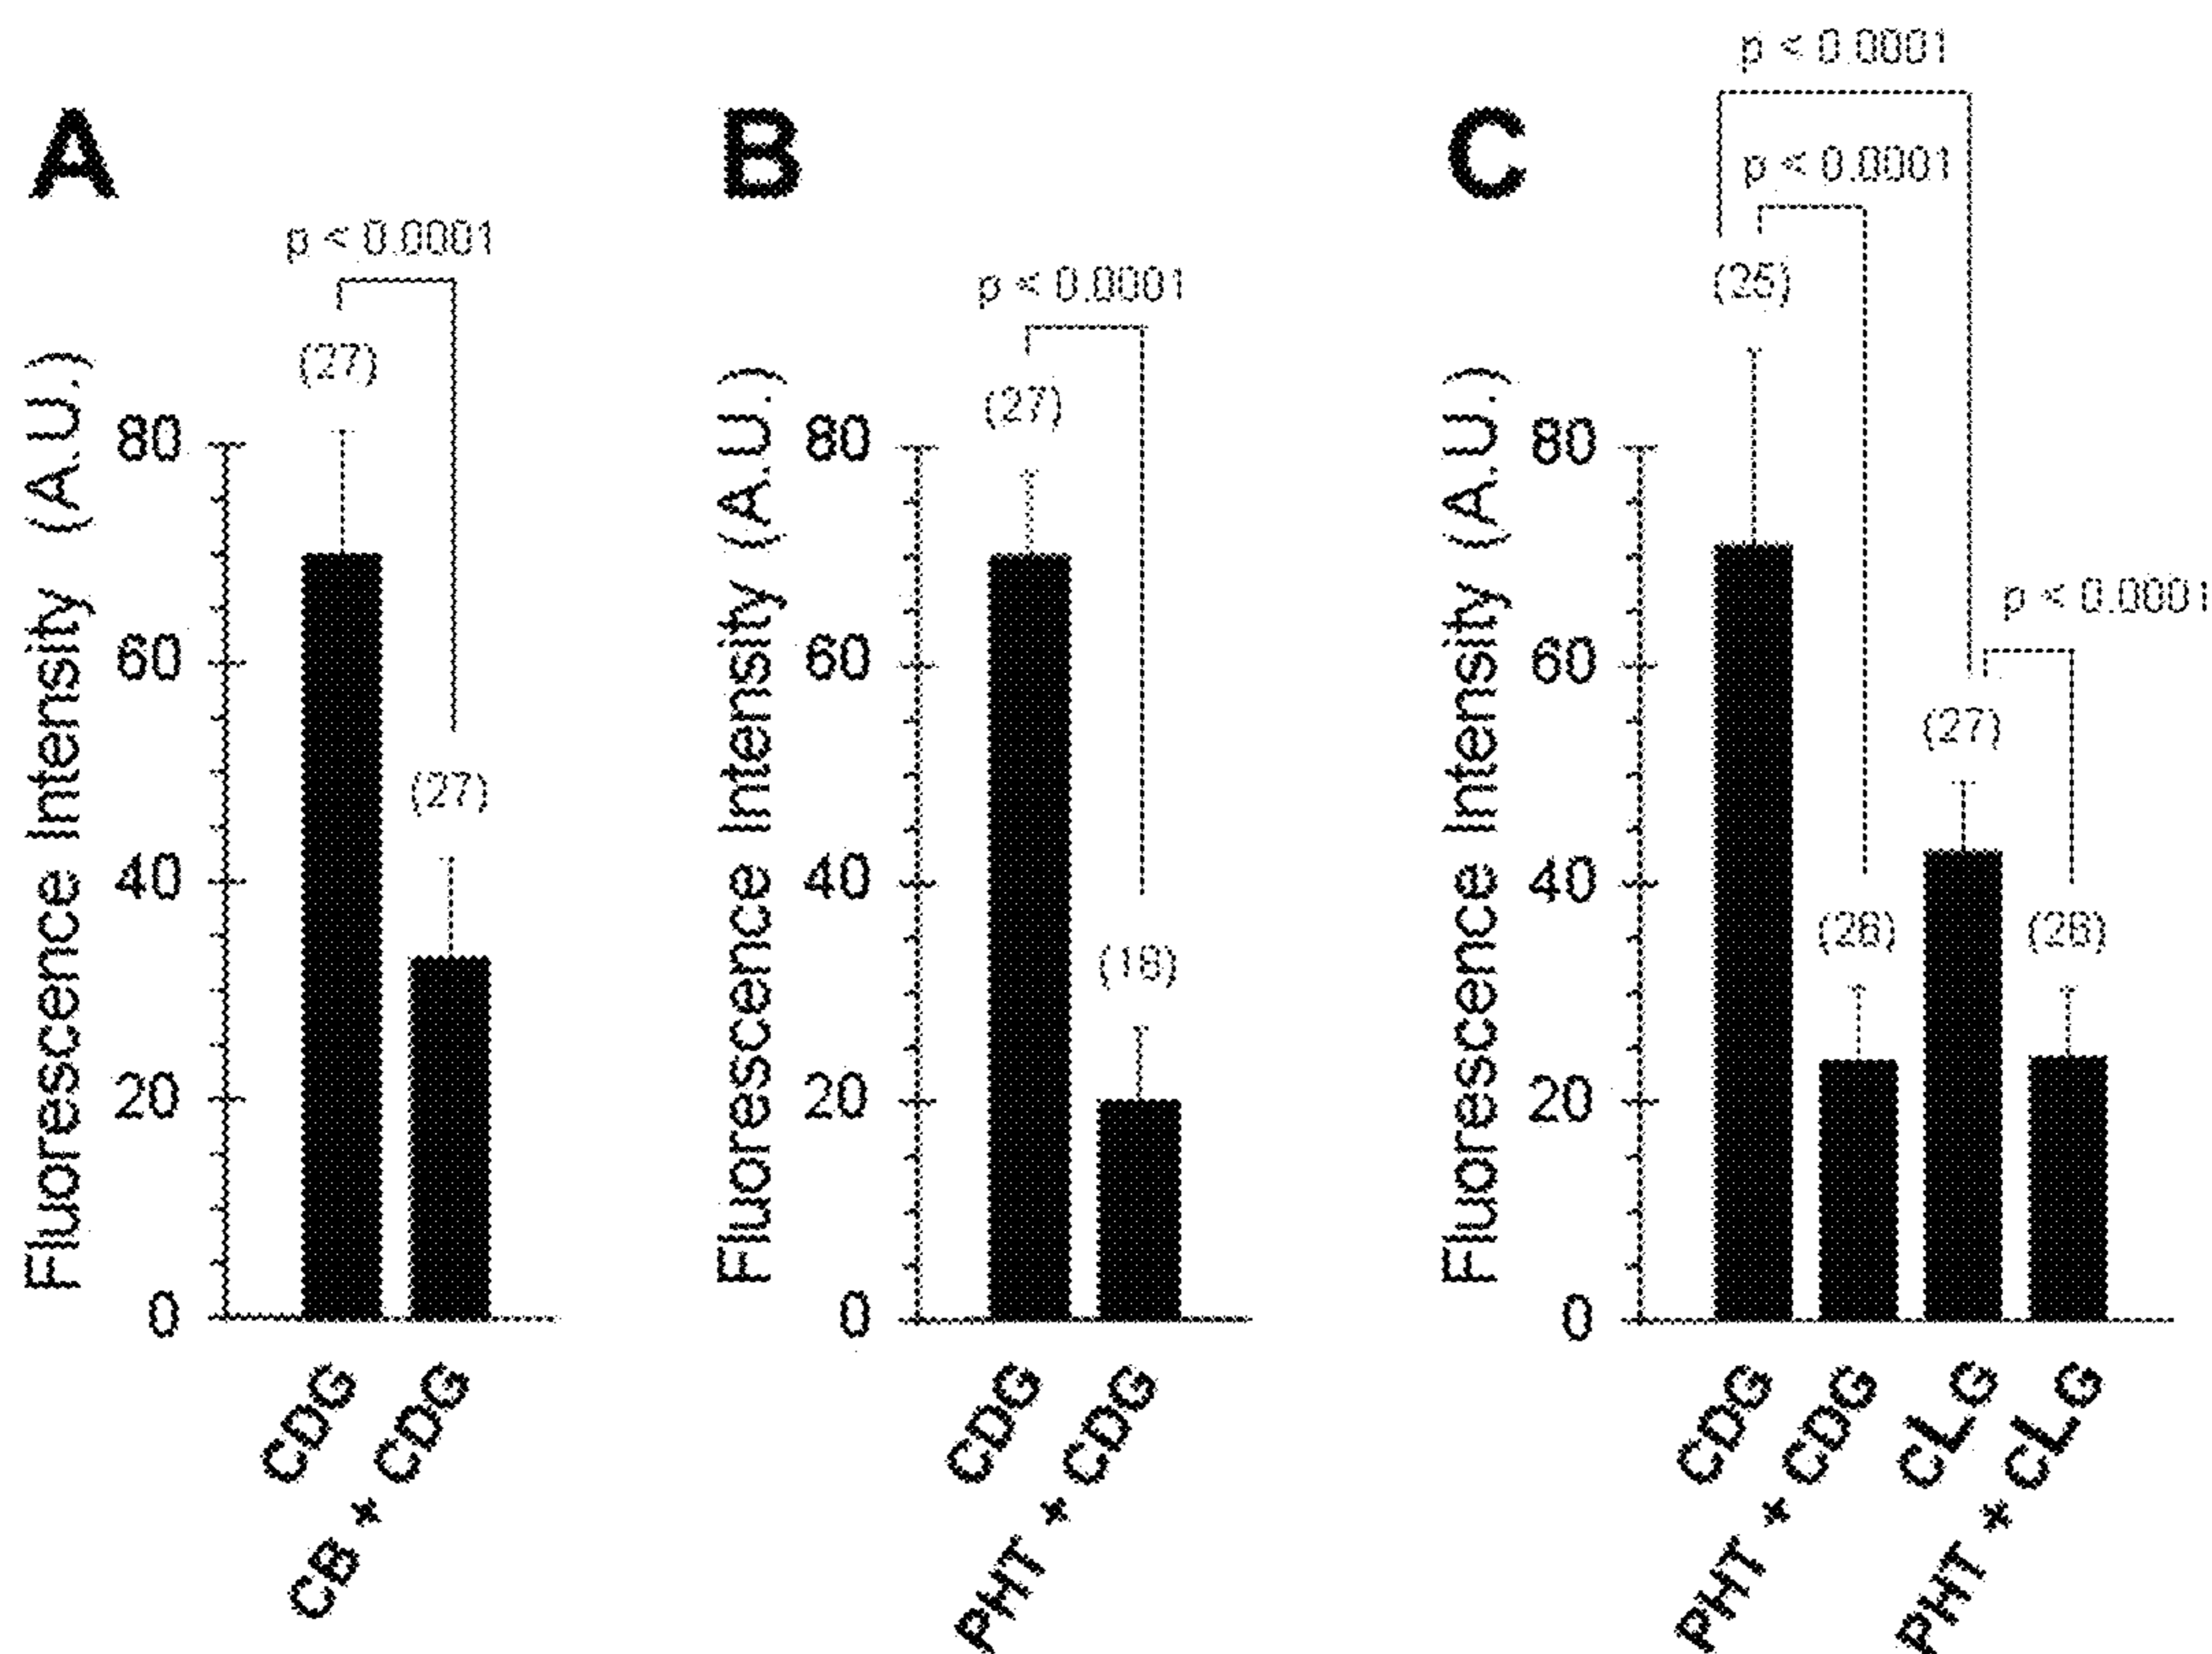 A
p < 0.0001
(27)
(27)
Fluorescence Intensity (A.U.)
80
60
40
20
0
CDG
CB + CDG
B
p < 0.0001
(27)
(18)
Fluorescence Intensity (A.U.)
80
60
40
20
0
CDG
PHT + CDG
C
p < 0.0001
p < 0.0001
(25)
p < 0.0001
(27)
Fluorescence Intensity (A.U.)
80
60
40
20
0
CDG
PHT + CDG
CLG
PHT + CLG